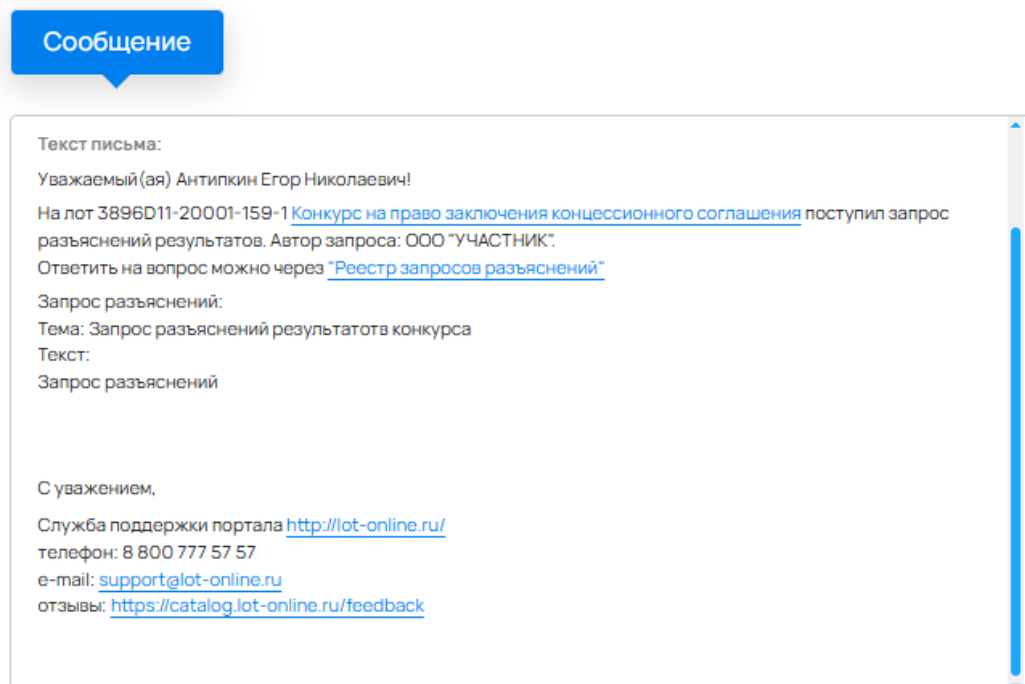 Сообщение
Текст письма:
Уважаемый(ая) Антипкин Егор Николаевич!
На лот 3896D11-20001-159-1 Конкурс на право заключения концессионного соглашения поступил запрос
разъяснений результатов. Автор запроса: ООО "УЧАСТНИК".
Ответить на вопрос можно через "Реестр запросов разъяснений"
Запрос разъяснений:
Тема: Запрос разъяснений результатотв конкурса
Текст:
Запрос разъяснений
С уважением,
Служба поддержки портала http://lot-online.ru/
телефон: 8 800 777 57 57
e-mail: support@lot-online.ru
отзывы: https://catalog.lot-online.ru/feedback